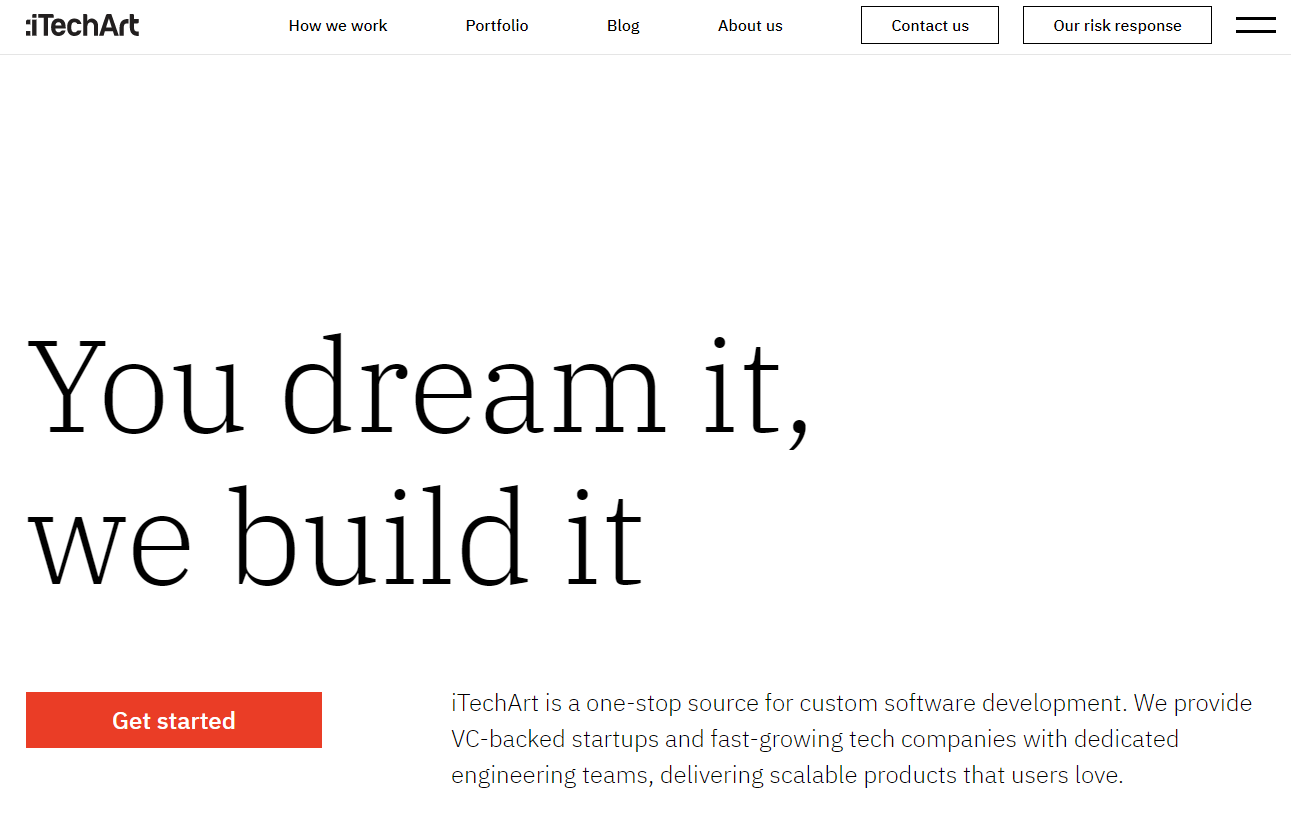 :iTechArt
How we work
Portfolio
Blog
About us
Contact us
Our risk response
You dream it,
we build it
Get started
iTechArt is a one-stop source for custom software development. We provide
VC-backed startups and fast-growing tech companies with dedicated
engineering teams, delivering scalable products that users love.